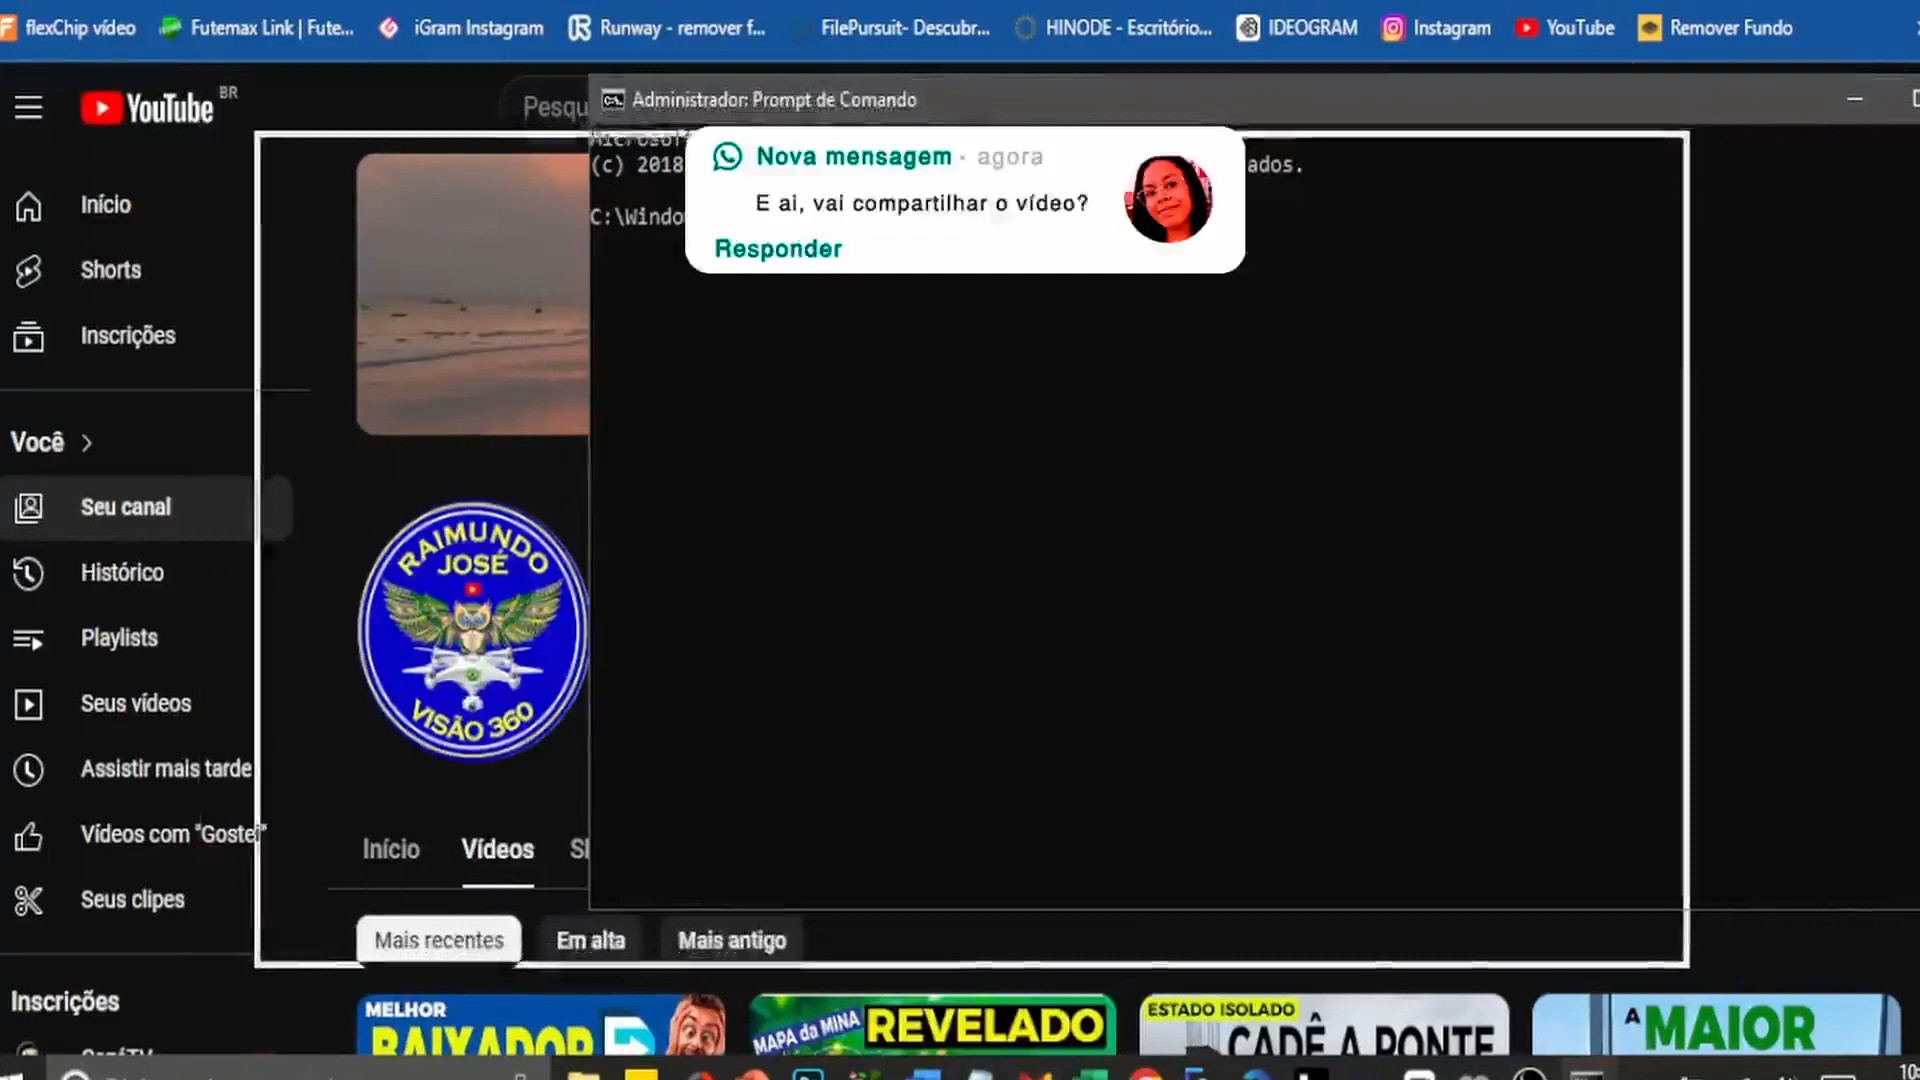 flexChip vídeo
Futemax Link | Fute...
iGram Instagram
Runway - remover f...
FilePursuit- Descubr...
HINODE - Escritório...
IDEOGRAM
Instagram
YouTube
Remover Fundo
YouTube BR
Pesqu
Administrador: Prompt de Comando
Microsof
(c) 2018
ados.
C:\Windo
Nova mensagem · agora
E ai, vai compartilhar o vídeo?
Responder
Início
Shorts
Inscrições
Você
Seu canal
Histórico
Playlists
Seus vídeos
Assistir mais tarde
Vídeos com "Gostei"
Seus clipes
Inscrições
RAIMUNDO
JOSÉ
VISÃO 360
Início
Vídeos
Mais recentes
Em alta
Mais antigo
MELHOR
BAIXADOR
MAPA da MINA
REVELADO
ESTADO ISOLADO
CADÊ A PONTE
A MAIOR